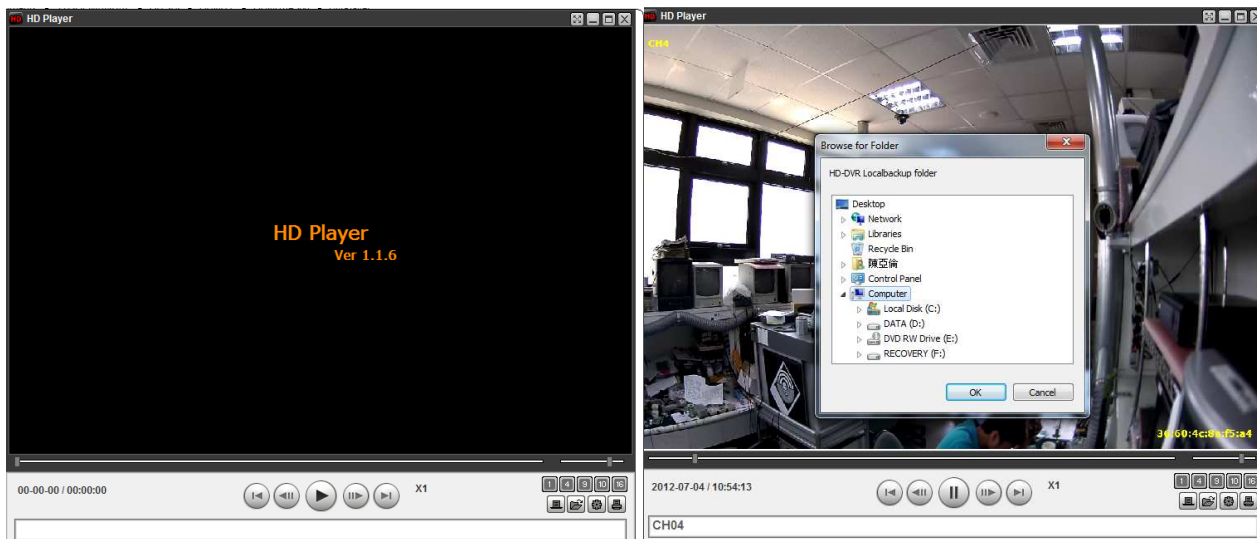 HD HD Player
HD Player
Ver 1.1.6
00-00-00 / 00:00:00
X1
1 4 9 10 16
HD HD Player
CH4
Browse for Folder
HD-DVR Localbackup folder
Desktop
Network
Libraries
Recycle Bin
陳亞倫
Control Panel
Computer
Local Disk (C:)
DATA (D:)
DVD RW Drive (E:)
RECOVERY (F:)
OK Cancel
2012-07-04 / 10:54:13
X1
1 4 9 10 16
CH04